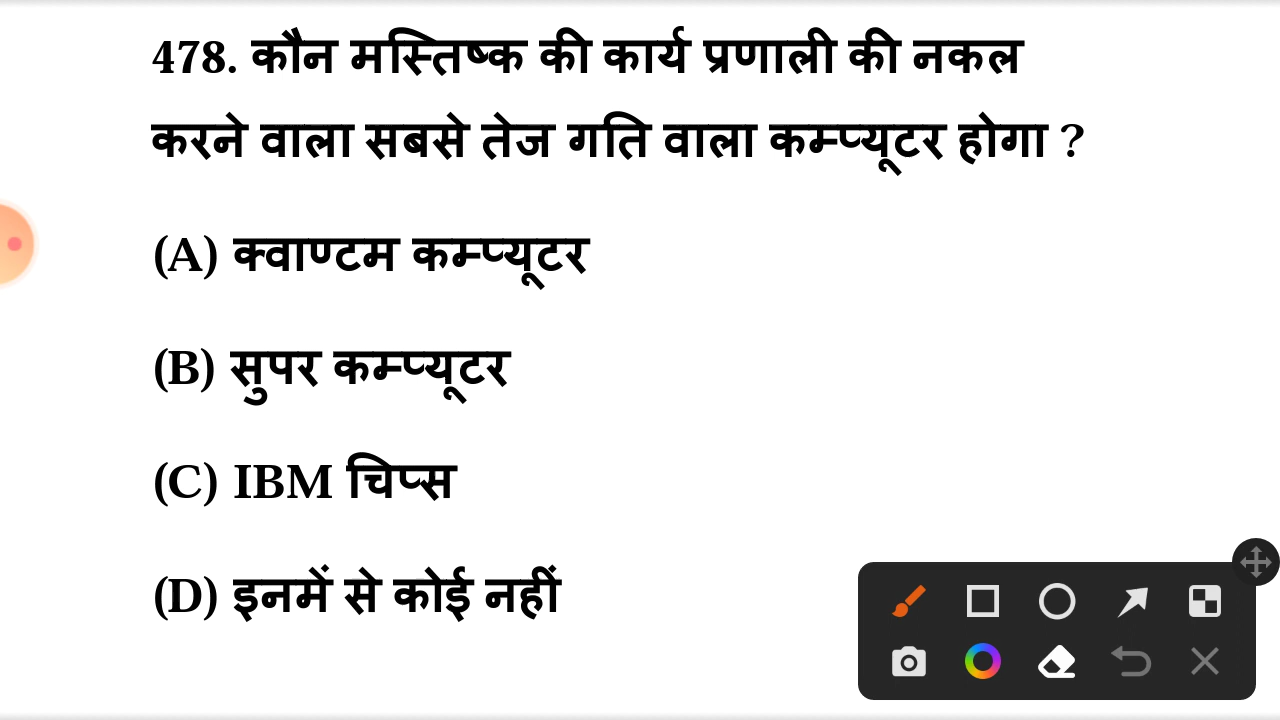 478. कौन मस्तिष्क की कार्य प्रणाली की नकल
करने वाला सबसे तेज गति वाला कम्प्यूटर होगा ?
(A) क्वाण्टम कम्प्यूटर
(B) सुपर कम्प्यूटर
(C) IBM चिप्स
(D) इनमें से कोई नहीं